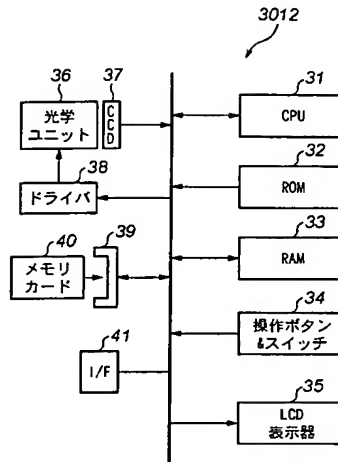 3012
36
37
31
光学
ユニット
CCD
CPU
38
32
ドライバ
ROM
39
33
40
RAM
メモリ
カード
34
41
操作ボタン
&スイッチ
I/F
35
LCD
表示器